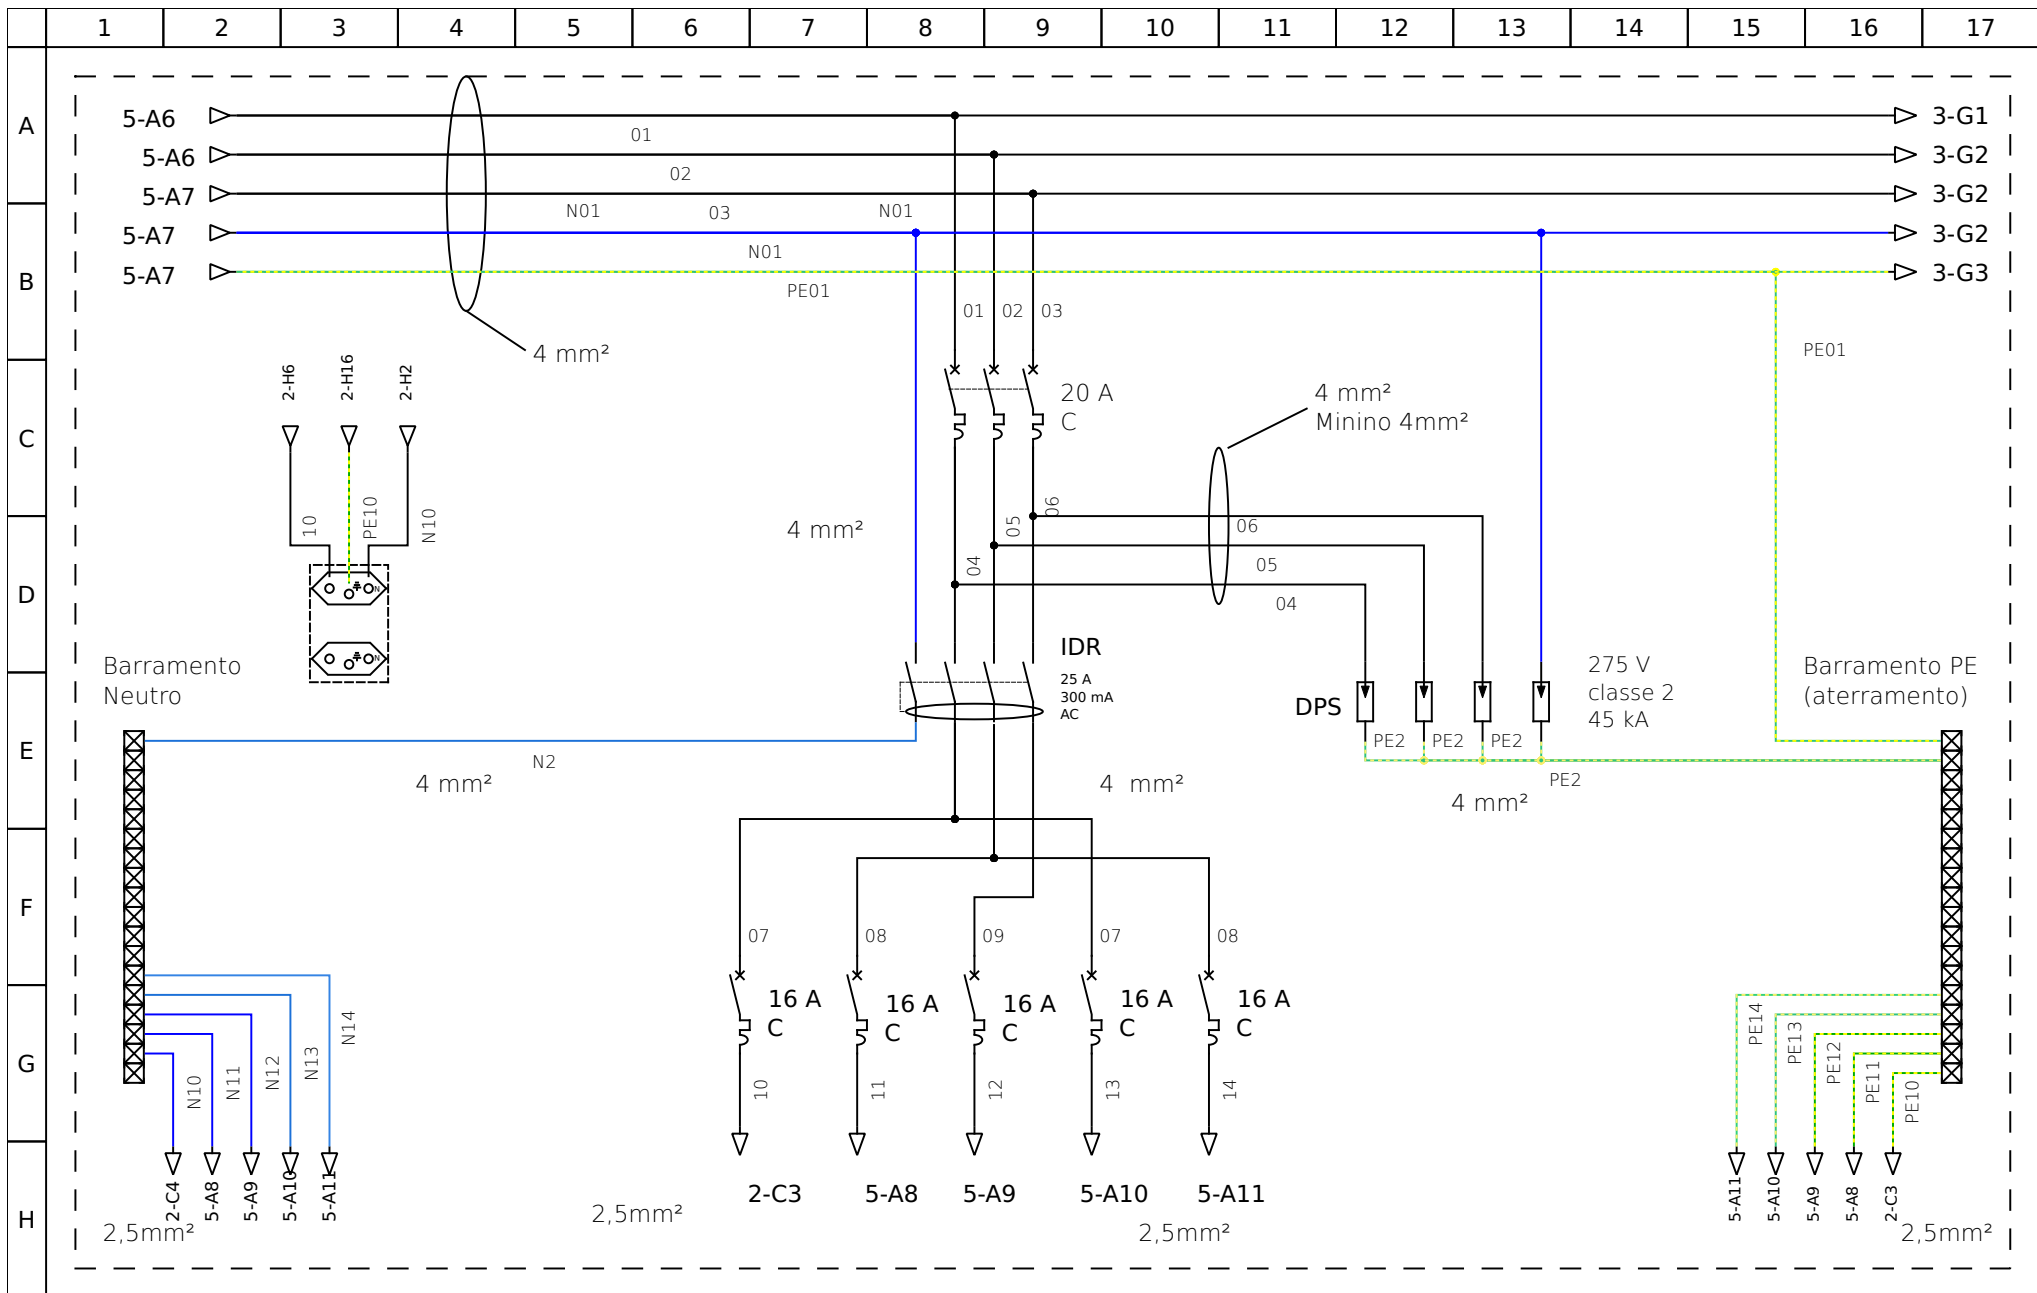 1 2 3 4 5 6 7 8 9 10 11 12 13 14 15 16 17
A
5-A6
01
3-G1
5-A6
02
3-G2
5-A7
N01
03
N01
3-G2
5-A7
N01
3-G2
B
5-A7
PE01
3-G3
01
02
03
4 mm²
PE01
2-H6
2-H16
2-H2
C
20 A
C
4 mm²
Minino 4mm²
10
PE10
N10
4 mm²
04
05
06
06
05
04
D
N
N
IDR
25 A
300 mA
AC
Barramento
Neutro
DPS
275 V
classe 2
45 kA
Barramento PE
(aterramento)
E
N2
PE2
PE2
PE2
PE2
4 mm²
4 mm²
4 mm²
F
07
08
09
07
08
16 A
C
16 A
C
16 A
C
16 A
C
16 A
C
G
N10
N11
N12
N13
N14
10
11
12
13
14
PE14
PE13
PE12
PE11
PE10
H
2-C4
5-A8
5-A9
5-A10
5-A11
2-C3
5-A8
5-A9
5-A10
5-A11
5-A11
5-A10
5-A9
5-A8
2-C3
2,5mm²
2,5mm²
2,5mm²
2,5mm²